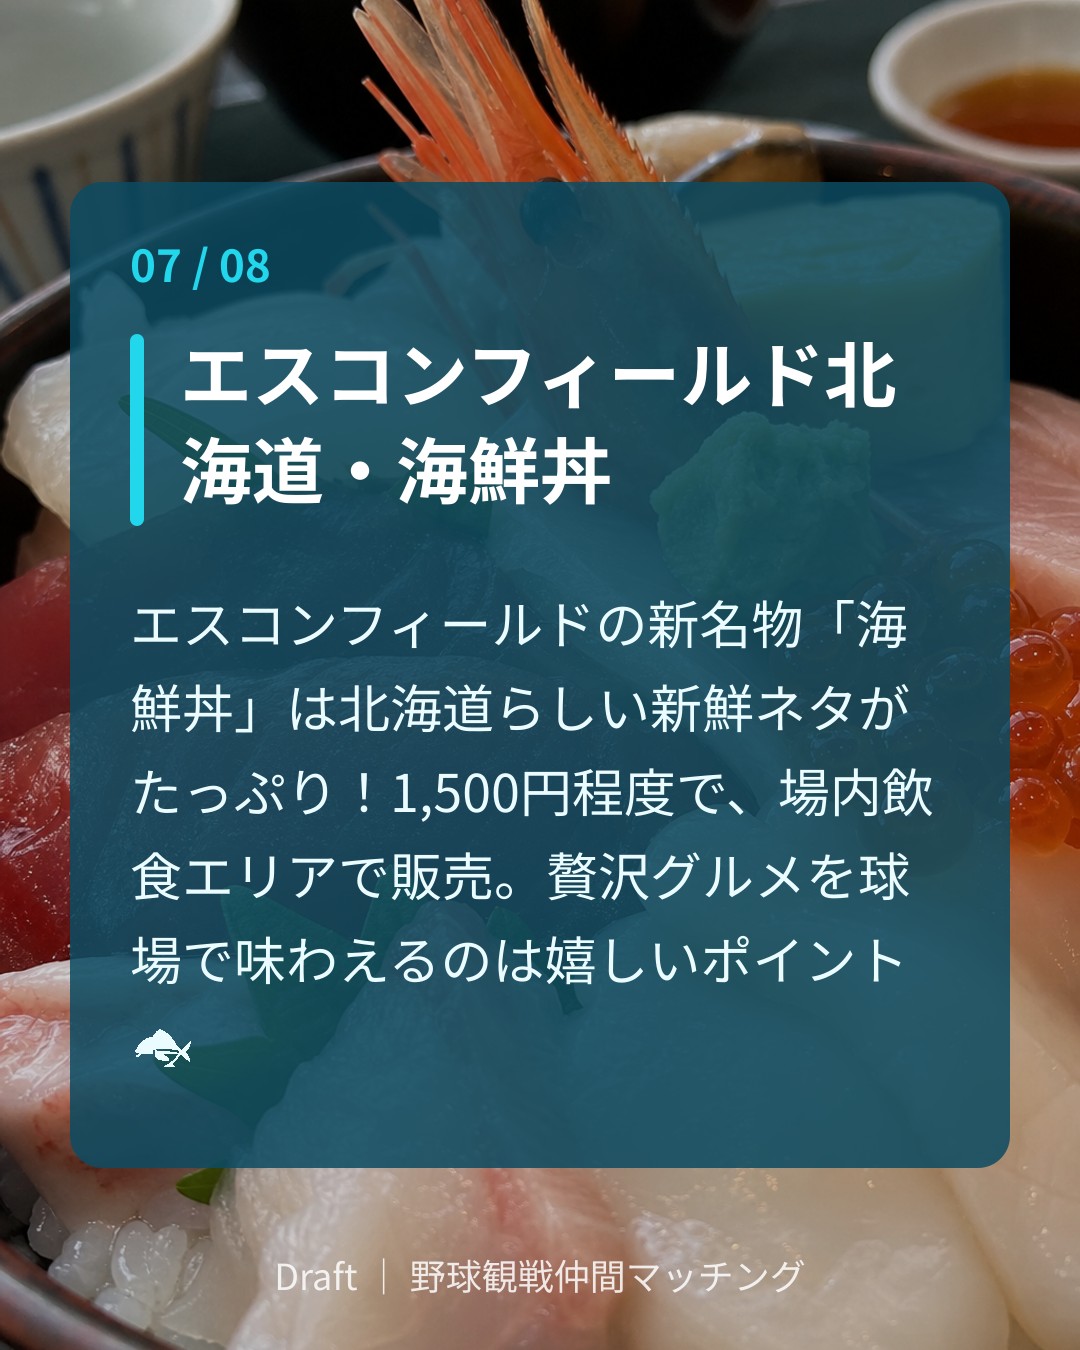 07 / 08
エスコンフィールド北
海道・海鮮丼
エスコンフィールドの新名物「海
鮮丼」は北海道らしい新鮮ネタが
たっぷり！1,500円程度で、場内飲
食エリアで販売。贅沢グルメを球
場で味わえるのは嬉しいポイント
🐟
Draft｜野球観戦仲間マッチング